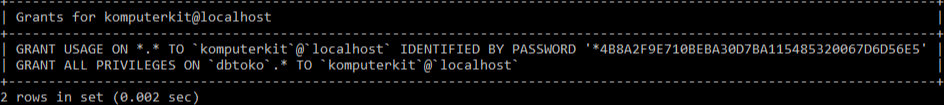 Grants for komputerkit@localhost
GRANT USAGE ON *.* TO `komputerkit`@`localhost` IDENTIFIED BY PASSWORD '*4B8A2F9E710BEBA30D7BA115485320067D6D56E5'
GRANT ALL PRIVILEGES ON `dbtoko`.* TO `komputerkit`@`localhost`
2 rows in set (0.002 sec)